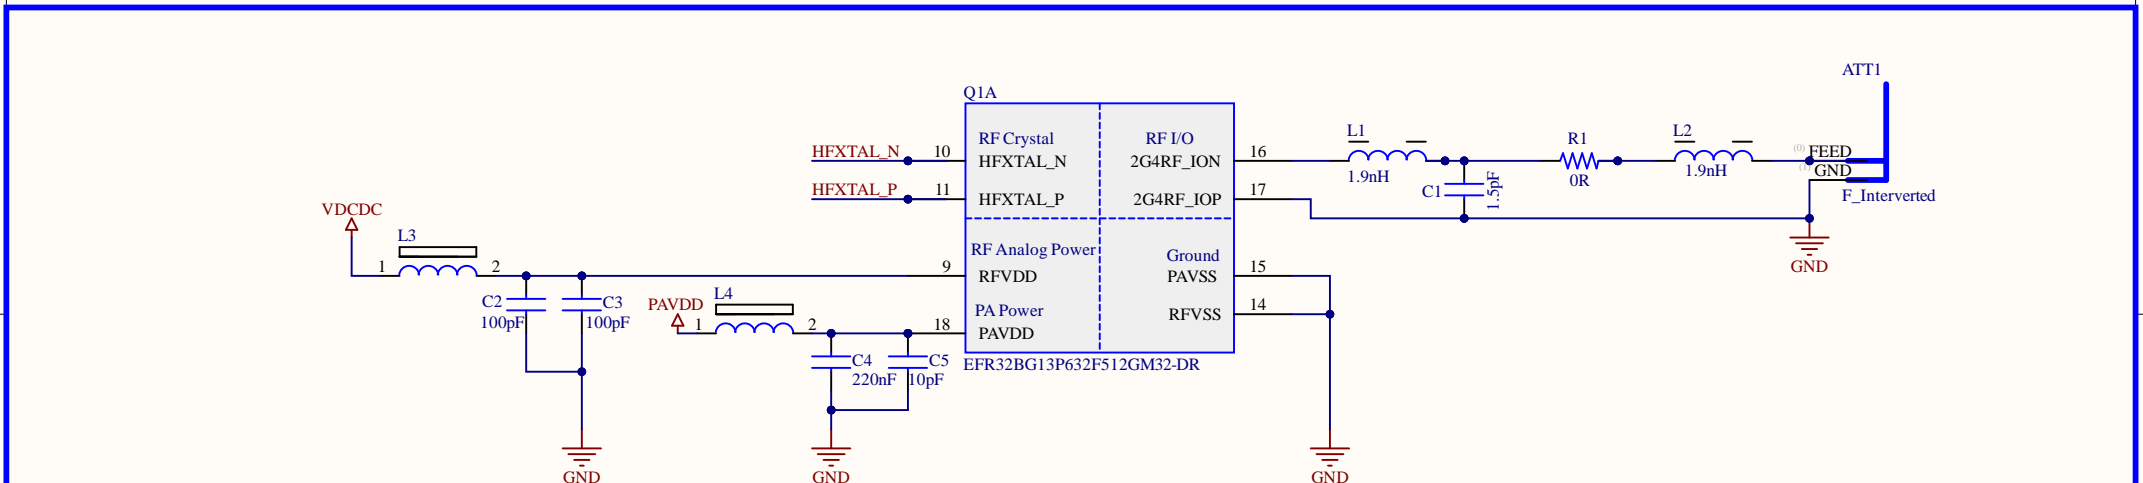 ATT1
Q1A
RF Crystal
RF I/O
L1
R1
L2
HFXTAL_N
10
HFXTAL_N
2G4RF_ION
16
(0)
FEED
1.9nH
0R
1.9nH
(1)
GND
HFXTAL_P
11
HFXTAL_P
2G4RF_IOP
17
C1
1.5pF
F_Interverted
VDCDC
L3
RF Analog Power
Ground
1
2
9
RFVDD
PAVSS
15
GND
C2
C3
100pF
100pF
PAVDD
L4
PA Power
RFVSS
14
1
2
18
PAVDD
C4
C5
220nF
10pF
EFR32BG13P632F512GM32-DR
GND
GND
GND